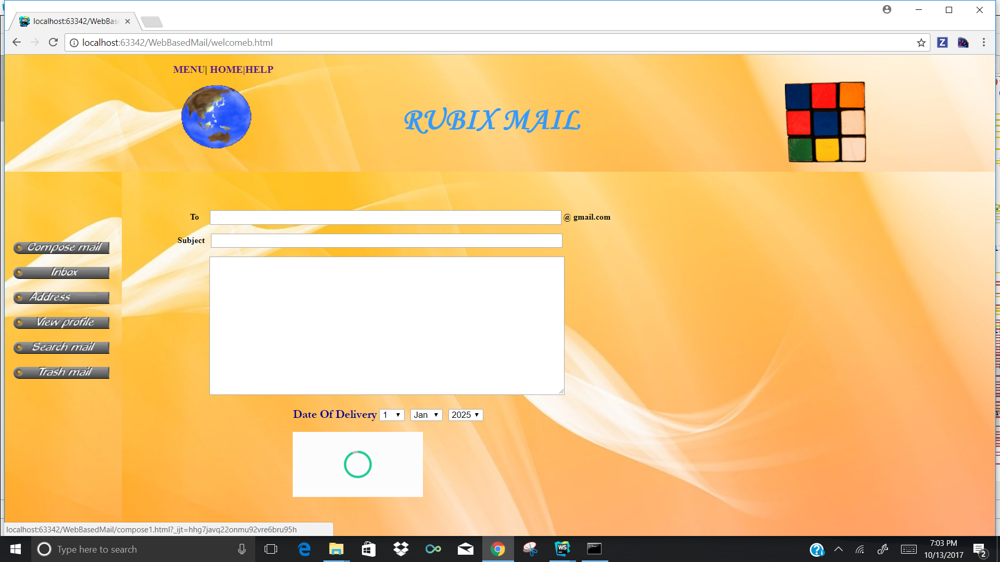 localhost:63342/WebBas
localhost:63342/WebBasedMail/welcomeb.html
Z
MENU| HOME|HELP
RUBIX MAIL
To
@ gmail.com
Subject
Compose mail
Inbox
Address
View profile
Search mail
Trash mail
Date Of Delivery 1 Jan 2025
localhost:63342/WebBasedMail/compose1.html?_ijt=hhg7javq22onmu92vre6bru95h
Type here to search
WS
7:03 PM
10/13/2017
2